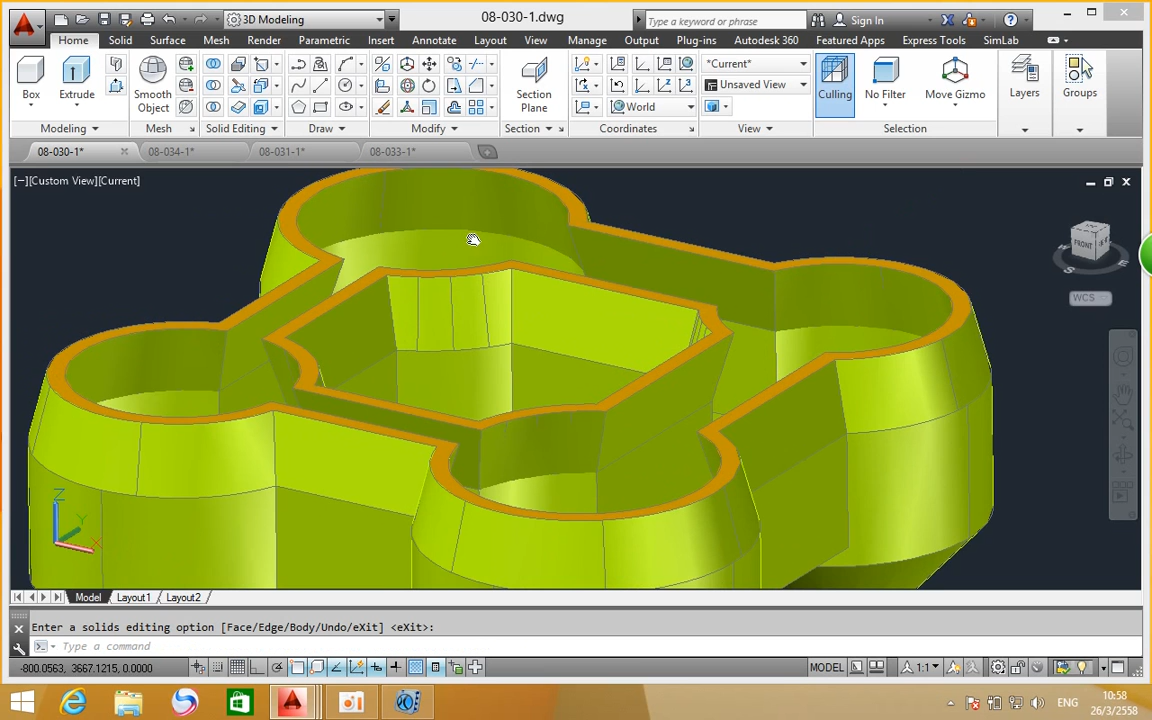 3D Modeling
08-030-1.dwg
Type a keyword or phrase
Sign In
Home Solid Surface Mesh Render Parametric Insert Annotate Layout View Manage Output Plug-ins Autodesk 360 Featured Apps Express Tools SimLab
Box
Extrude
Smooth
Object
Section
Plane
*Current*
Unsaved View
World
Culling
No Filter
Move Gizmo
Layers
Groups
Modeling Mesh Solid Editing Draw Modify Section Coordinates View Selection
08-030-1* 08-034-1* 08-031-1* 08-033-1*
[−][Custom View][Current]
FRONT
S
WCS
Z
Y
X
Model Layout1 Layout2
Enter a solids editing option [Face/Edge/Body/Undo/eXit] <eXit>:
Type a command
-800.0563, 3667.1215, 0.0000
MODEL
1:1
ENG
10:58
26/3/2558